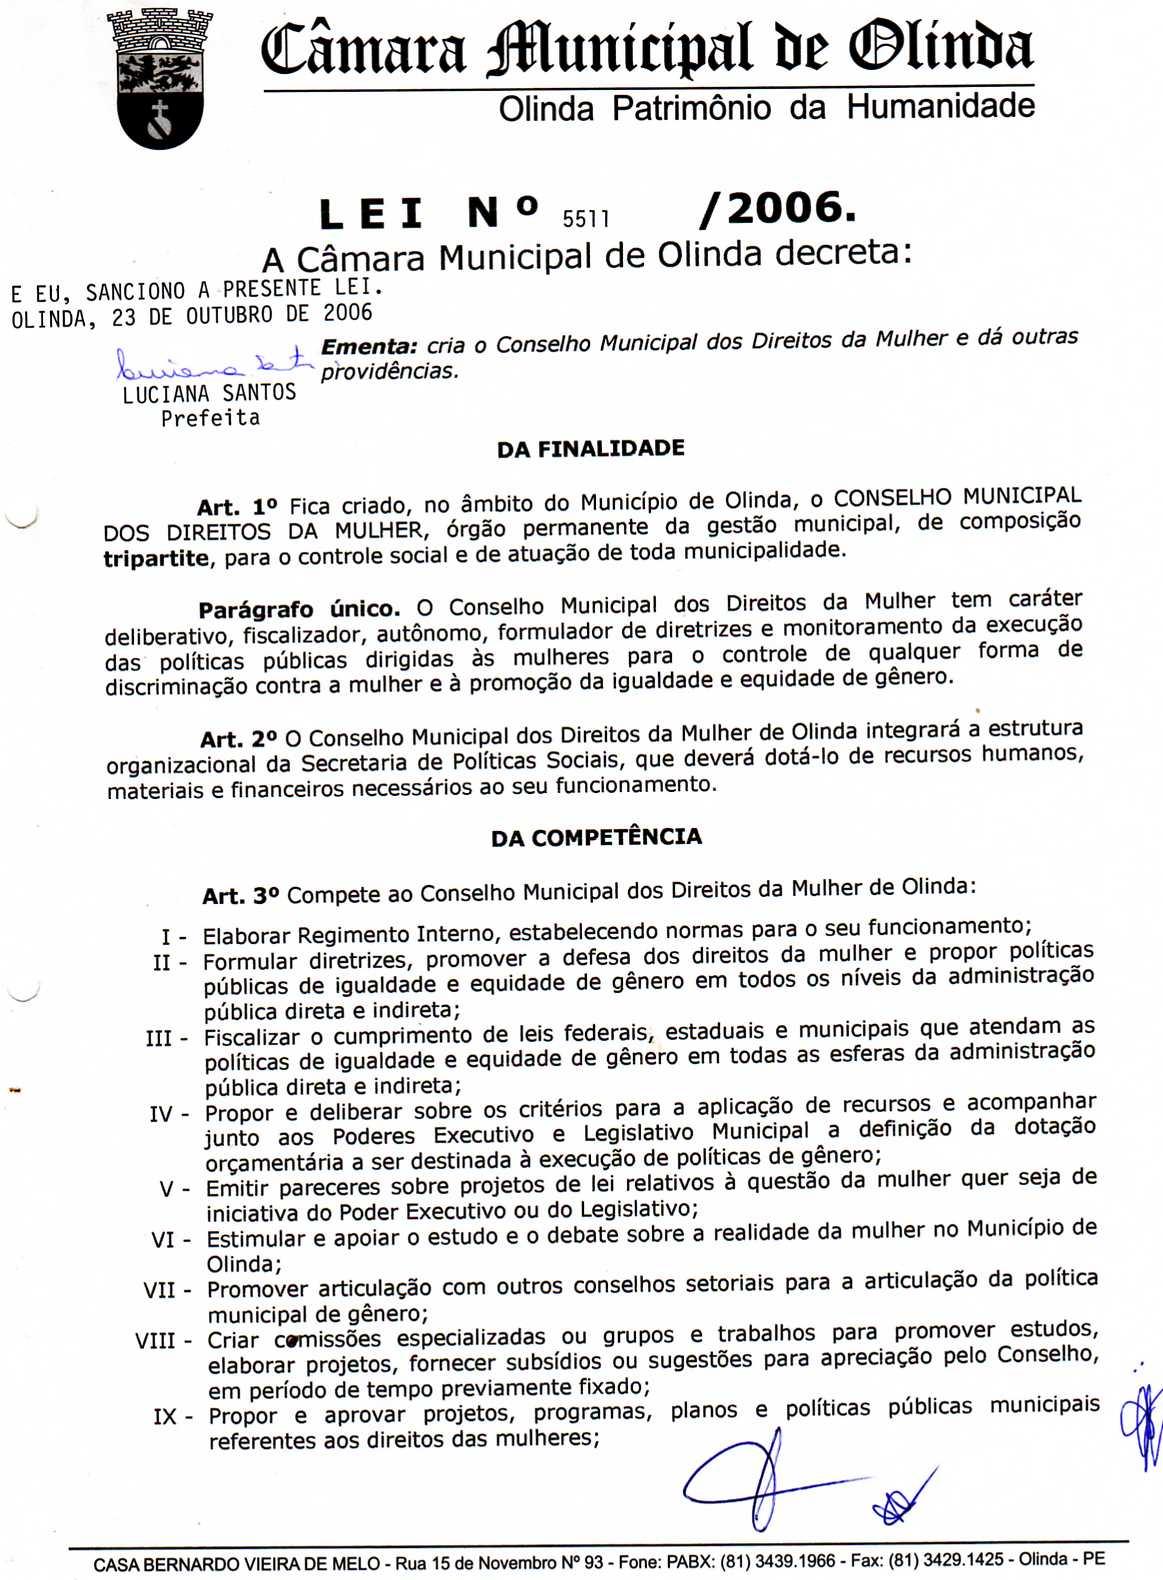 Câmara Municipal de Olinda
Olinda Patrimônio da Humanidade
LEI Nº 5511 /2006.
A Câmara Municipal de Olinda decreta:
E EU, SANCIONO A PRESENTE LEI.
OLINDA, 23 DE OUTUBRO DE 2006
Ementa: cria o Conselho Municipal dos Direitos da Mulher e dá outras
providências.
LUCIANA SANTOS
Prefeita
DA FINALIDADE
Art. 1º Fica criado, no âmbito do Município de Olinda, o CONSELHO MUNICIPAL
DOS DIREITOS DA MULHER, órgão permanente da gestão municipal, de composição
tripartite, para o controle social e de atuação de toda municipalidade.
Parágrafo único. O Conselho Municipal dos Direitos da Mulher tem caráter
deliberativo, fiscalizador, autônomo, formulador de diretrizes e monitoramento da execução
das políticas públicas dirigidas às mulheres para o controle de qualquer forma de
discriminação contra a mulher e à promoção da igualdade e equidade de gênero.
Art. 2º O Conselho Municipal dos Direitos da Mulher de Olinda integrará a estrutura
organizacional da Secretaria de Políticas Sociais, que deverá dotá-lo de recursos humanos,
materiais e financeiros necessários ao seu funcionamento.
DA COMPETÊNCIA
Art. 3º Compete ao Conselho Municipal dos Direitos da Mulher de Olinda:
I - Elaborar Regimento Interno, estabelecendo normas para o seu funcionamento;
II - Formular diretrizes, promover a defesa dos direitos da mulher e propor políticas
públicas de igualdade e equidade de gênero em todos os níveis da administração
pública direta e indireta;
III - Fiscalizar o cumprimento de leis federais, estaduais e municipais que atendam as
políticas de igualdade e equidade de gênero em todas as esferas da administração
pública direta e indireta;
IV - Propor e deliberar sobre os critérios para a aplicação de recursos e acompanhar
junto aos Poderes Executivo e Legislativo Municipal a definição da dotação
orçamentária a ser destinada à execução de políticas de gênero;
V - Emitir pareceres sobre projetos de lei relativos à questão da mulher quer seja de
iniciativa do Poder Executivo ou do Legislativo;
VI - Estimular e apoiar o estudo e o debate sobre a realidade da mulher no Município de
Olinda;
VII - Promover articulação com outros conselhos setoriais para a articulação da política
municipal de gênero;
VIII - Criar comissões especializadas ou grupos e trabalhos para promover estudos,
elaborar projetos, fornecer subsídios ou sugestões para apreciação pelo Conselho,
em período de tempo previamente fixado;
IX - Propor e aprovar projetos, programas, planos e políticas públicas municipais
referentes aos direitos das mulheres;
CASA BERNARDO VIEIRA DE MELO - Rua 15 de Novembro Nº 93 - Fone: PABX: (81) 3439.1966 - Fax: (81) 3429.1425 - Olinda - PE